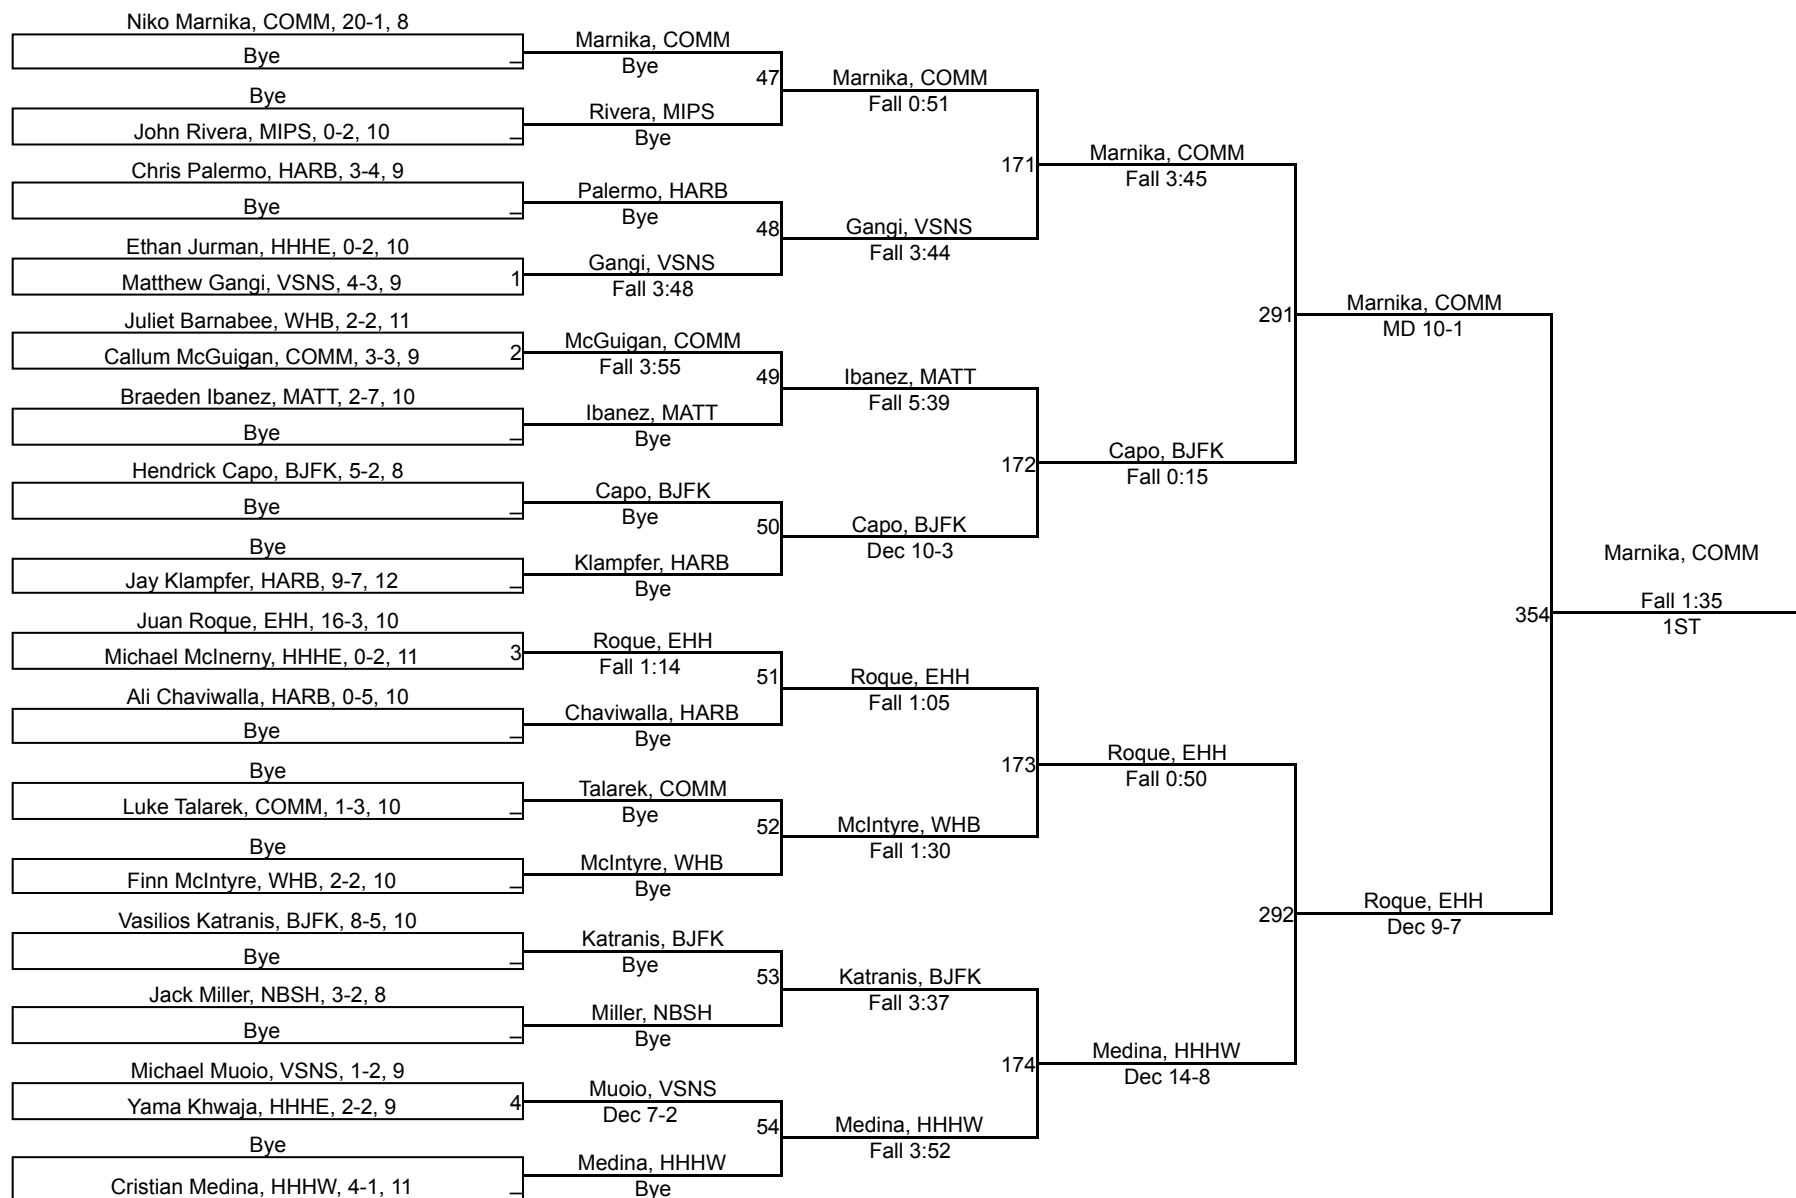 Niko Marnika, COMM, 20-1, 8
Bye
Bye
John Rivera, MIPS, 0-2, 10
Chris Palermo, HARB, 3-4, 9
Bye
Ethan Jurman, HHHE, 0-2, 10
Matthew Gangi, VSNS, 4-3, 9
1
Juliet Barnabee, WHB, 2-2, 11
Callum McGuigan, COMM, 3-3, 9
2
Braeden Ibanez, MATT, 2-7, 10
Bye
Hendrick Capo, BJFK, 5-2, 8
Bye
Bye
Jay Klampfer, HARB, 9-7, 12
Juan Roque, EHH, 16-3, 10
Michael McInerny, HHHE, 0-2, 11
3
Ali Chaviwalla, HARB, 0-5, 10
Bye
Bye
Luke Talarek, COMM, 1-3, 10
Bye
Finn McIntyre, WHB, 2-2, 10
Vasilios Katranis, BJFK, 8-5, 10
Bye
Jack Miller, NBSH, 3-2, 8
Bye
Michael Muoio, VSNS, 1-2, 9
Yama Khwaja, HHHE, 2-2, 9
4
Bye
Cristian Medina, HHHW, 4-1, 11
Marnika, COMM
Bye
47
Rivera, MIPS
Bye
Palermo, HARB
Bye
48
Gangi, VSNS
Fall 3:48
McGuigan, COMM
Fall 3:55
49
Ibanez, MATT
Bye
Capo, BJFK
Bye
50
Klampfer, HARB
Bye
Roque, EHH
Fall 1:14
51
Chaviwalla, HARB
Bye
Talarek, COMM
Bye
52
McIntyre, WHB
Bye
Katranis, BJFK
Bye
53
Miller, NBSH
Bye
Muoio, VSNS
Dec 7-2
54
Medina, HHHW
Bye
Marnika, COMM
Fall 0:51
171
Gangi, VSNS
Fall 3:44
Ibanez, MATT
Fall 5:39
172
Capo, BJFK
Dec 10-3
Roque, EHH
Fall 1:05
173
McIntyre, WHB
Fall 1:30
Katranis, BJFK
Fall 3:37
174
Medina, HHHW
Fall 3:52
Marnika, COMM
Fall 3:45
291
Capo, BJFK
Fall 0:15
Roque, EHH
Fall 0:50
292
Medina, HHHW
Dec 14-8
Marnika, COMM
MD 10-1
354
Roque, EHH
Dec 9-7
Marnika, COMM
Fall 1:35
1ST